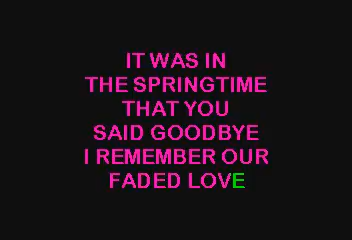 IT WAS IN
THE SPRINGTIME
THAT YOU
SAID GOODBYE
I REMEMBER OUR
FADED LOVE